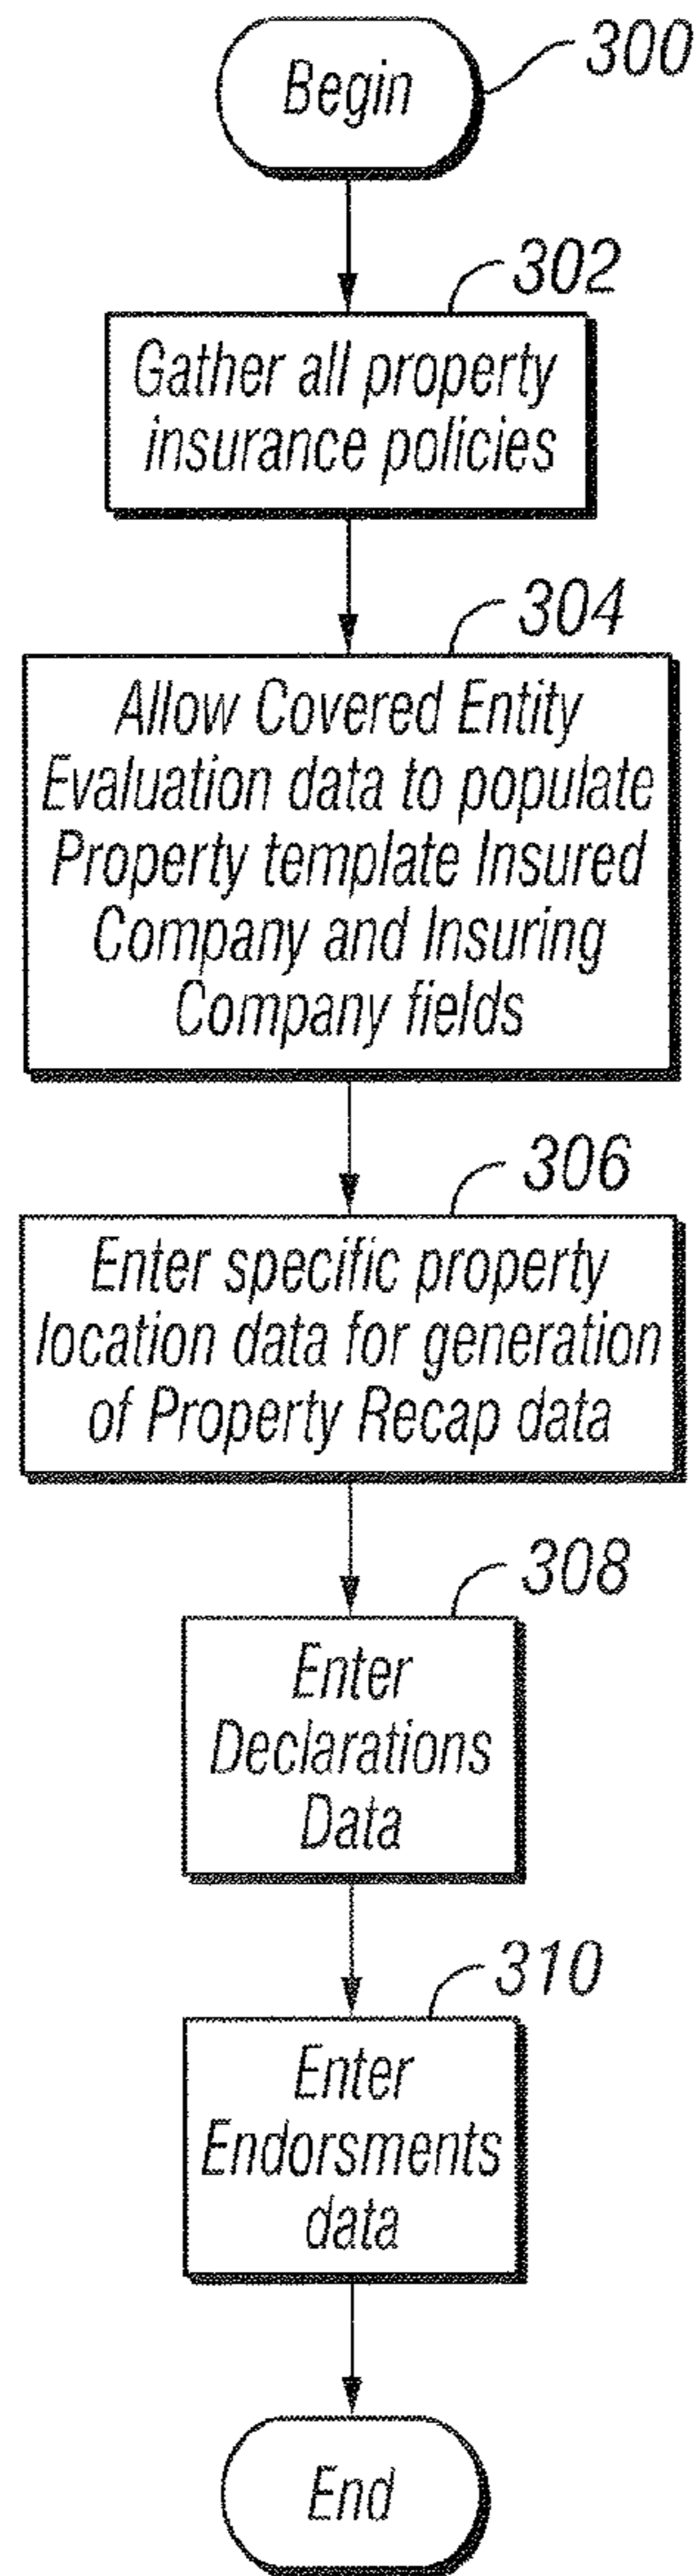 300
Begin
302
Gather all property
insurance policies
304
Allow Covered Entity
Evaluation data to populate
Property template Insured
Company and Insuring
Company fields
306
Enter specific property
location data for generation
of Property Recap data
308
Enter
Declarations
Data
310
Enter
Endorsments
data
End